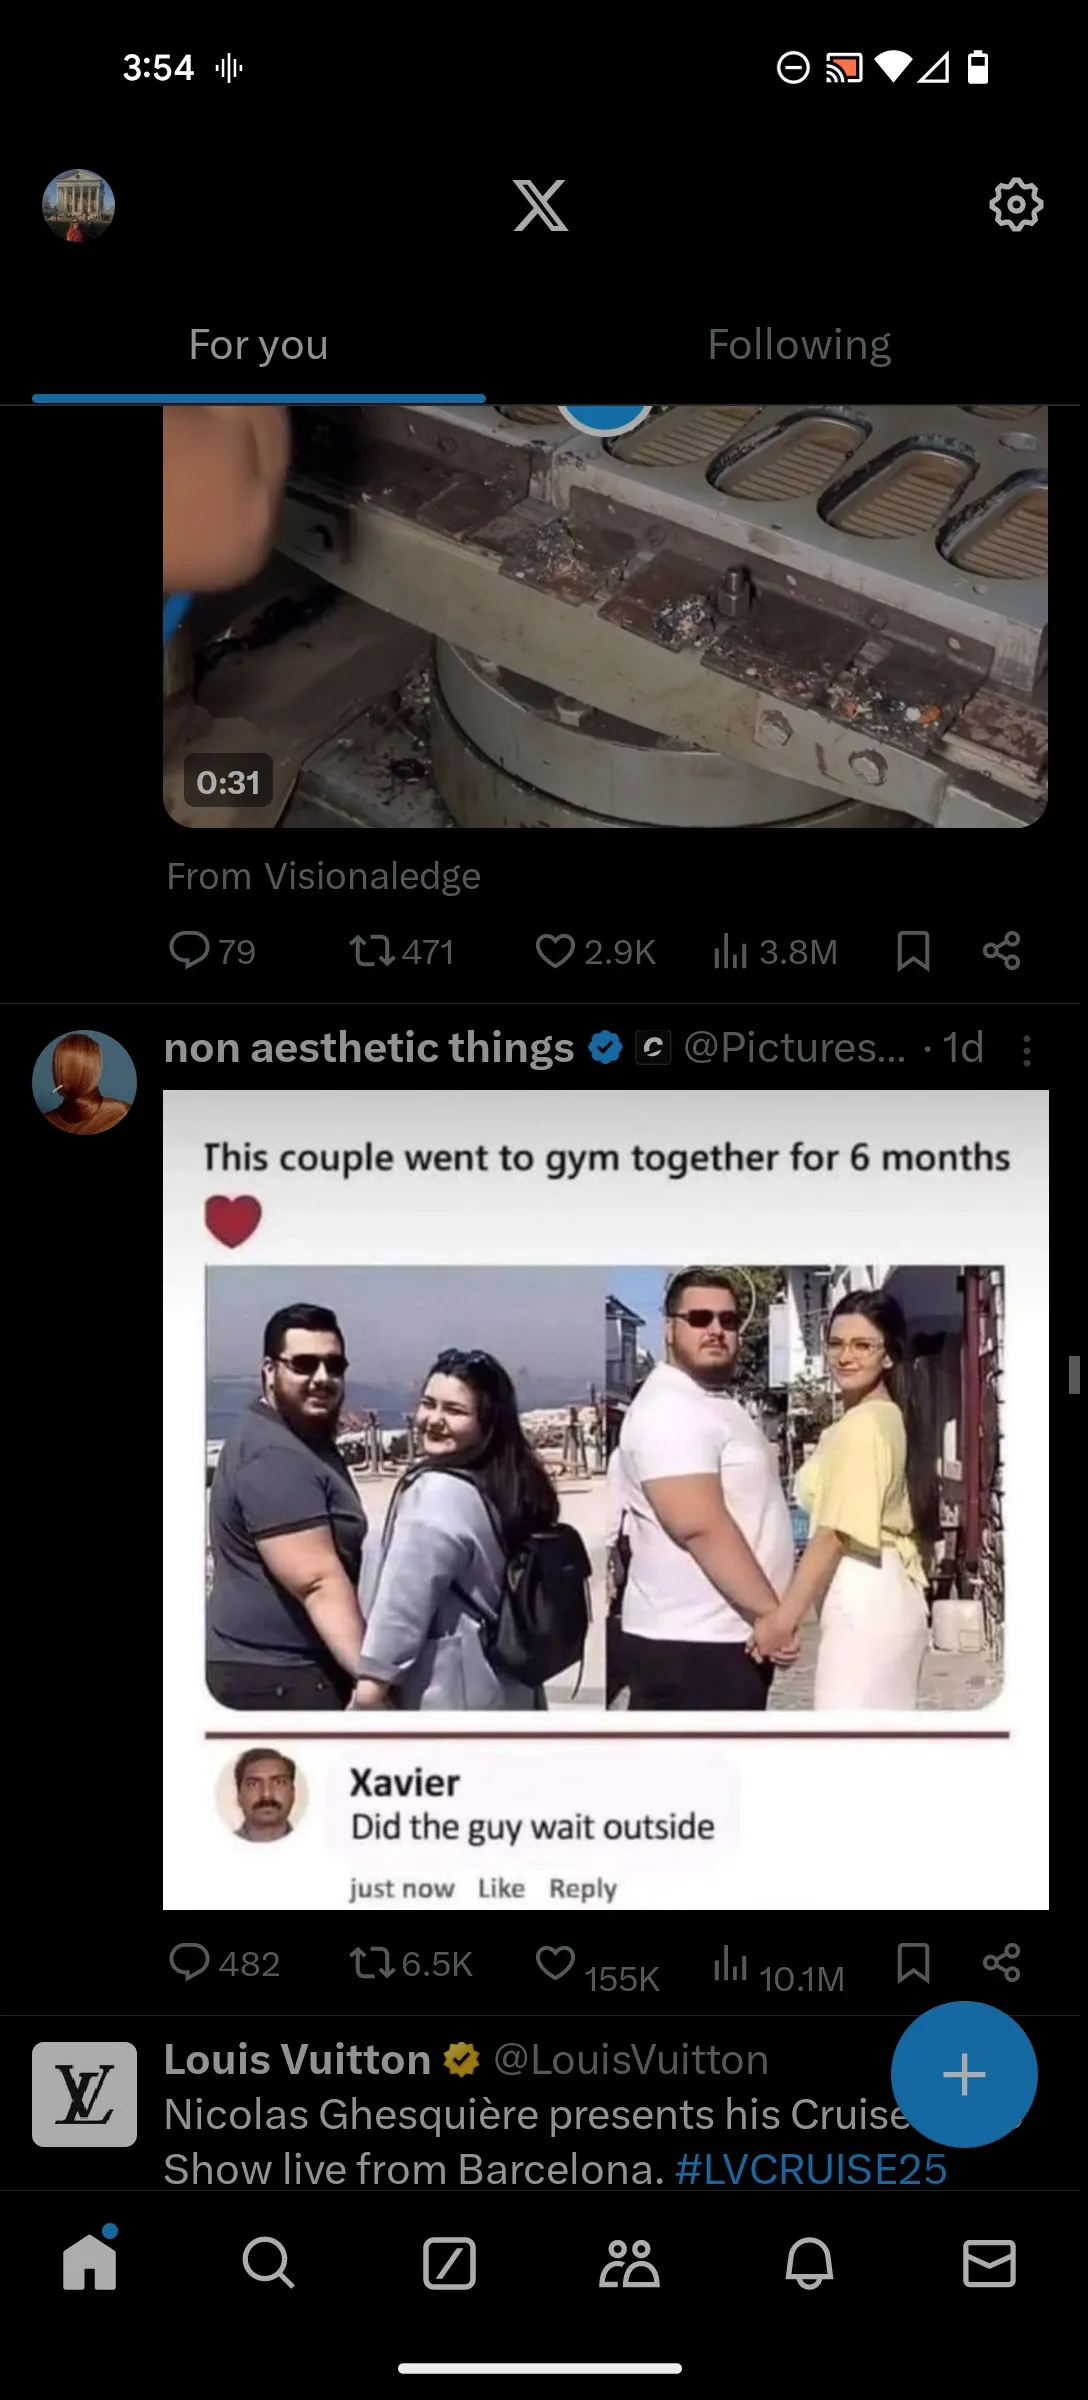 3:54
For you
Following
0:31
From Visionaledge
79
471
2.9K
3.8M
non aesthetic things @Pictures... · 1d
This couple went to gym together for 6 months
Xavier
Did the guy wait outside
just now Like Reply
482
6.5K
155K
10.1M
Louis Vuitton @LouisVuitton
Nicolas Ghesquière presents his Cruise
Show live from Barcelona. #LVCRUISE25